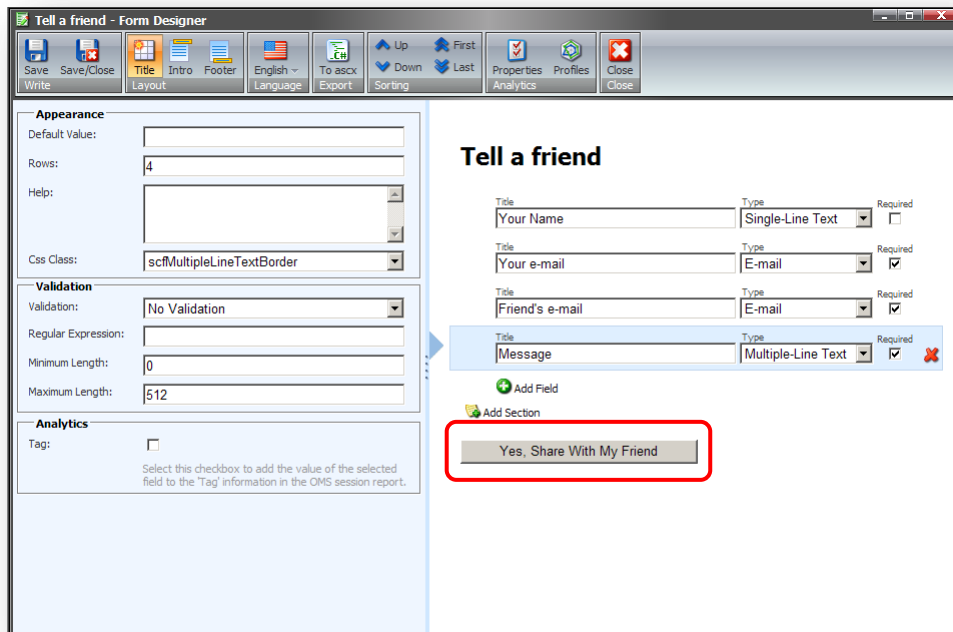 Tell a friend - Form Designer
Save Save/Close Title Intro Footer English To ascx Up Down First Last Properties Profiles Close
Write Layout Language Export Sorting Analytics Close
Appearance
Default Value:
Rows: 4
Help:
Css Class: scfMultipleLineTextBorder
Validation
Validation: No Validation
Regular Expression:
Minimum Length: 0
Maximum Length: 512
Analytics
Tag:
Select this checkbox to add the value of the selected
field to the 'Tag' information in the OMS session report.
Tell a friend
Title Type Required
Your Name Single-Line Text
Title Type Required
Your e-mail E-mail
Title Type Required
Friend's e-mail E-mail
Title Type Required
Message Multiple-Line Text
Add Field
Add Section
Yes, Share With My Friend